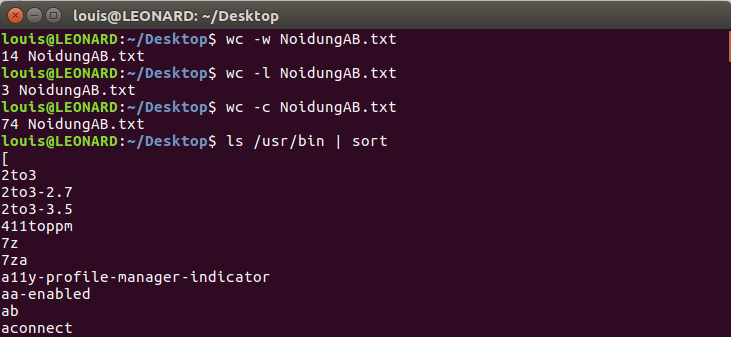 louis@LEONARD: ~/Desktop
louis@LEONARD:~/Desktop$ wc -w NoidungAB.txt
14 NoidungAB.txt
louis@LEONARD:~/Desktop$ wc -l NoidungAB.txt
3 NoidungAB.txt
louis@LEONARD:~/Desktop$ wc -c NoidungAB.txt
74 NoidungAB.txt
louis@LEONARD:~/Desktop$ ls /usr/bin | sort
[
2to3
2to3-2.7
2to3-3.5
411toppm
7z
7za
a11y-profile-manager-indicator
aa-enabled
ab
aconnect